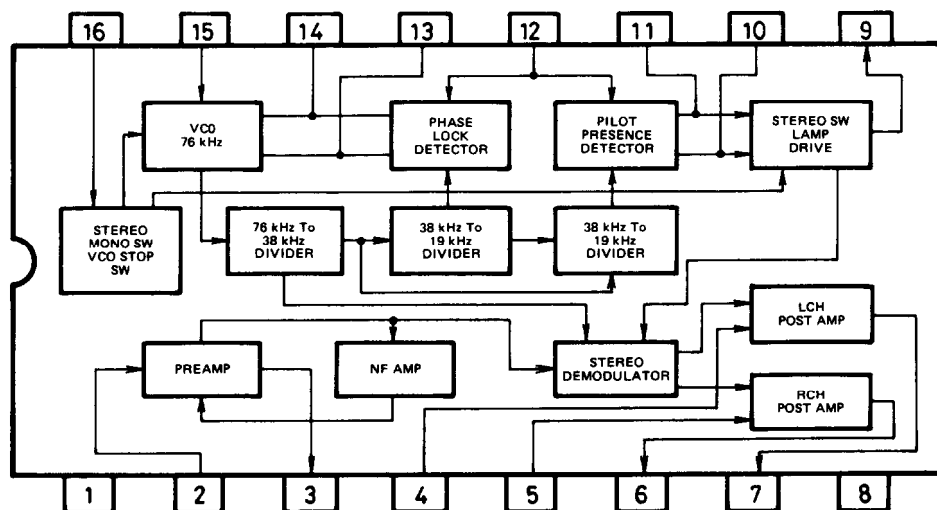 16 15 14 13 12 11 10 9
VCO
76 kHz
PHASE
LOCK
DETECTOR
PILOT
PRESENCE
DETECTOR
STEREO SW
LAMP
DRIVE
STEREO
MONO SW
VCO STOP
SW
76 kHz To
38 kHz
DIVIDER
38 kHz To
19 kHz
DIVIDER
38 kHz To
19 kHz
DIVIDER
PREAMP
NF AMP
STEREO
DEMODULATOR
LCH
POST AMP
RCH
POST AMP
1 2 3 4 5 6 7 8